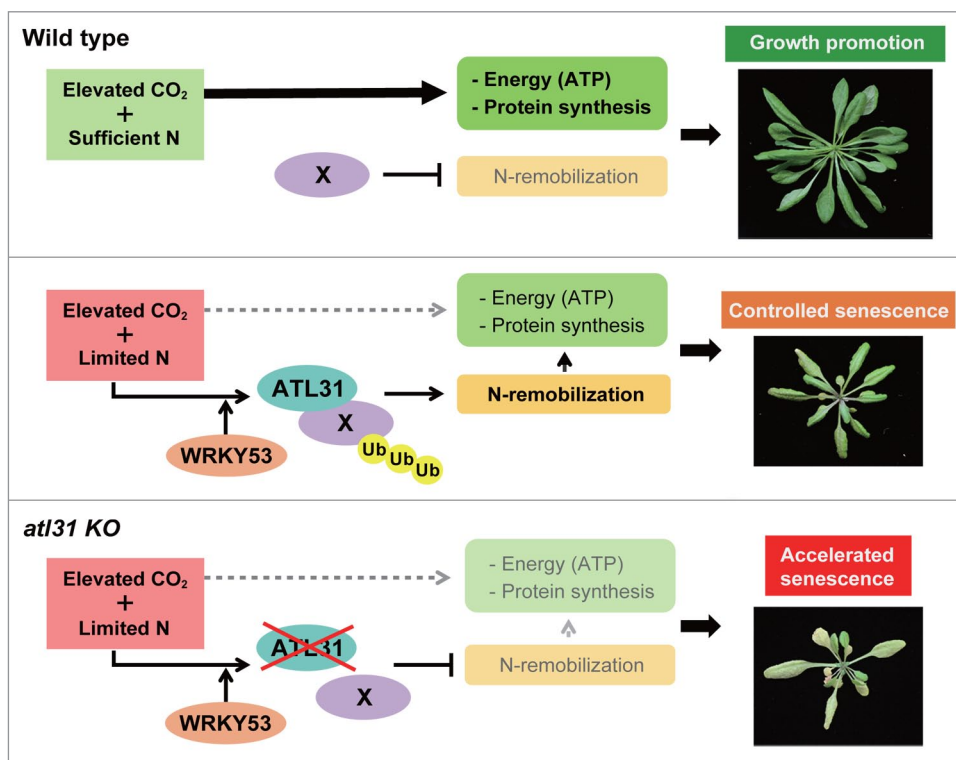 Wild type
Elevated CO₂
+
Sufficient N
- Energy (ATP)
- Protein synthesis
X
N-remobilization
Growth promotion
Elevated CO₂
+
Limited N
- Energy (ATP)
- Protein synthesis
ATL31
X
Ub
Ub
Ub
WRKY53
N-remobilization
Controlled senescence
atl31 KO
Elevated CO₂
+
Limited N
- Energy (ATP)
- Protein synthesis
ATL31
X
WRKY53
N-remobilization
Accelerated
senescence